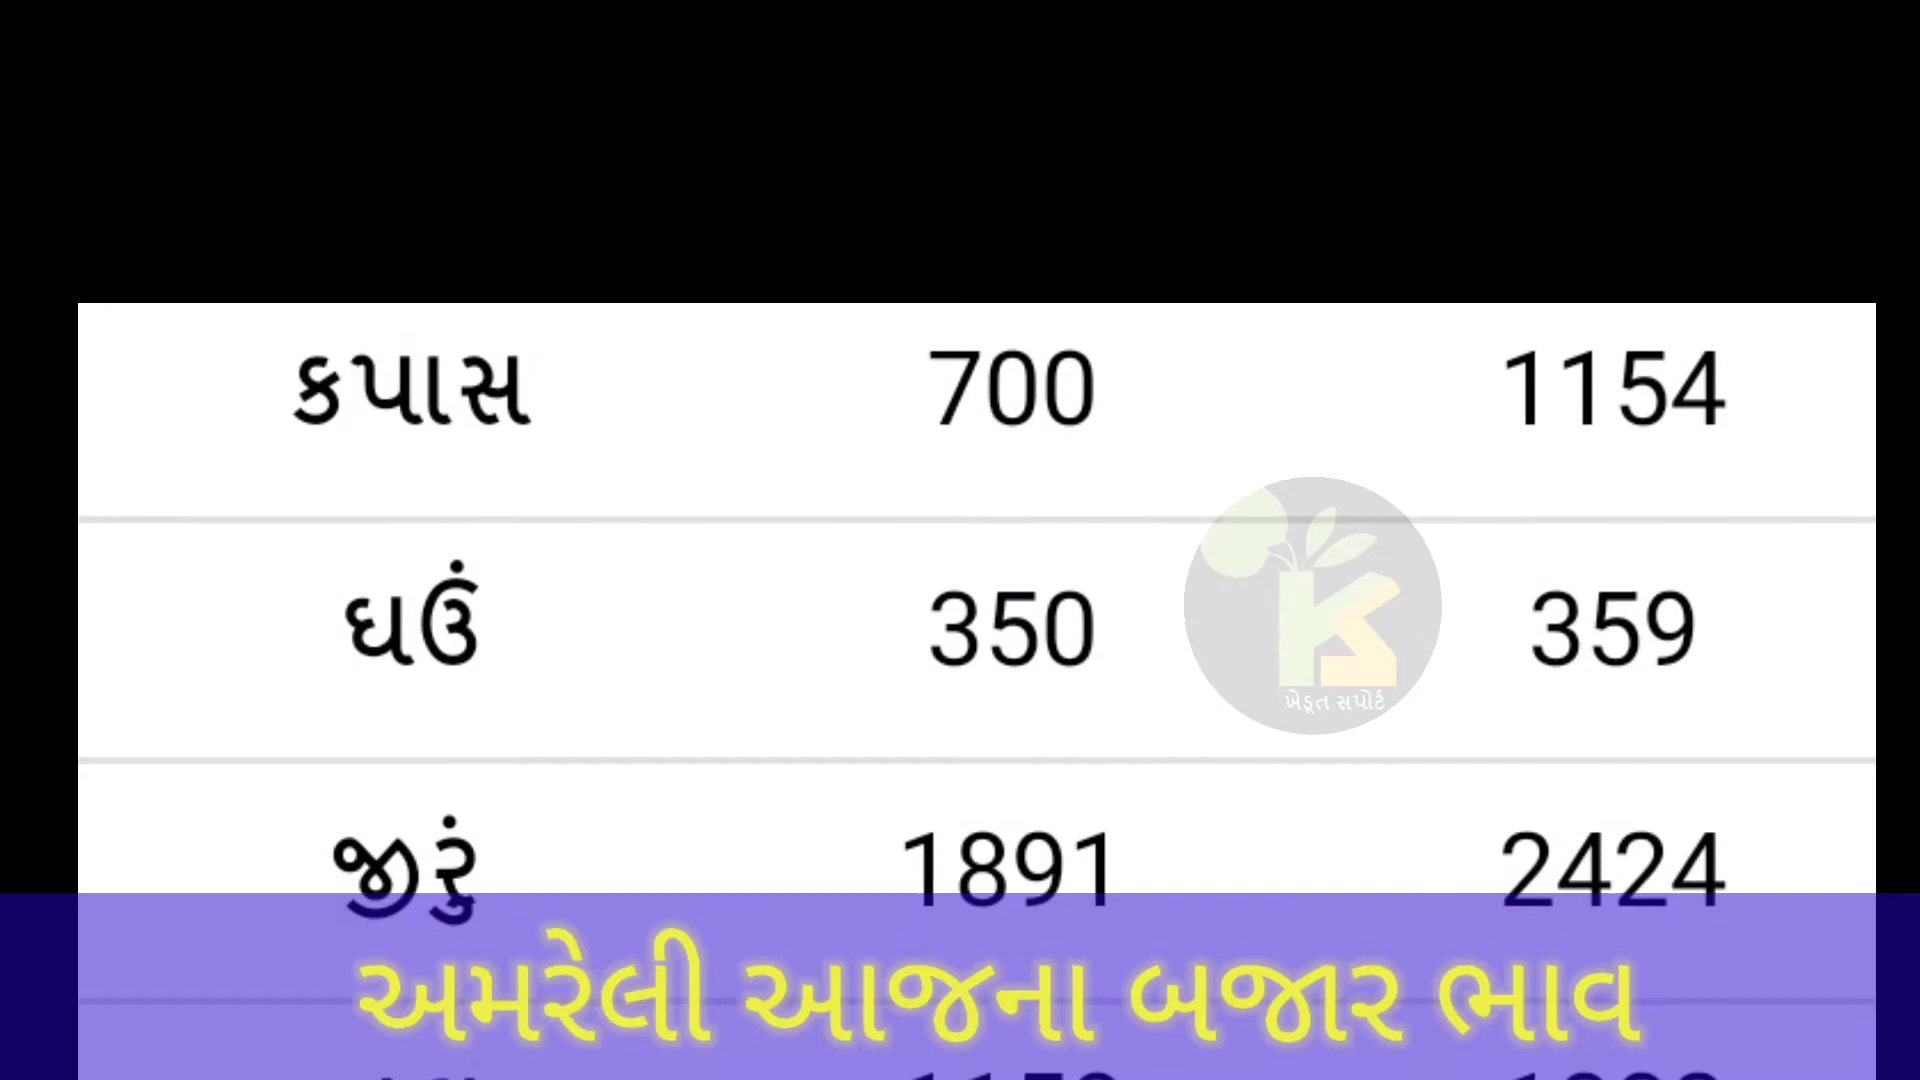 કપાસ 700 1154
ઘઉં 350 359
ખેડૂત સપોર્ટ
જીરું 1891 2424
અમરેલી આજના બજાર ભાવ